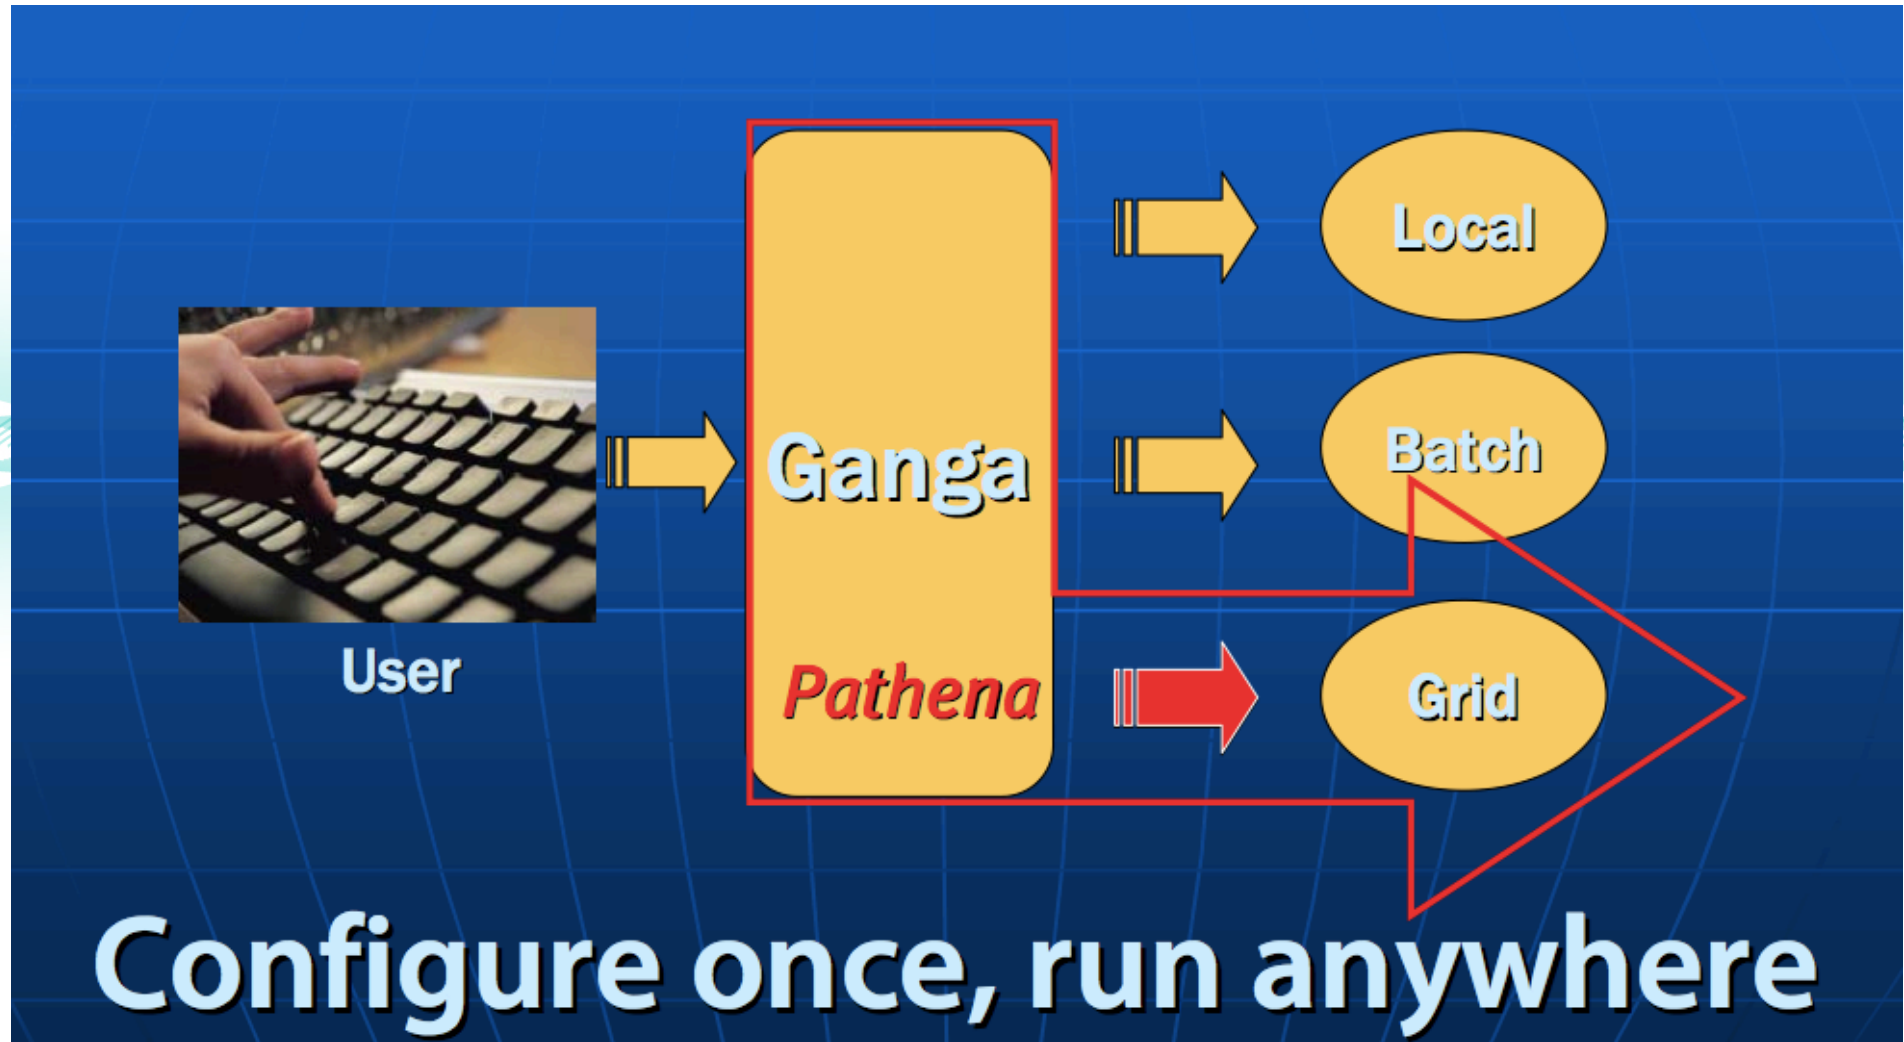 Local
Ganga
Batch
User
Pathena
Grid
Configure once, run anywhere